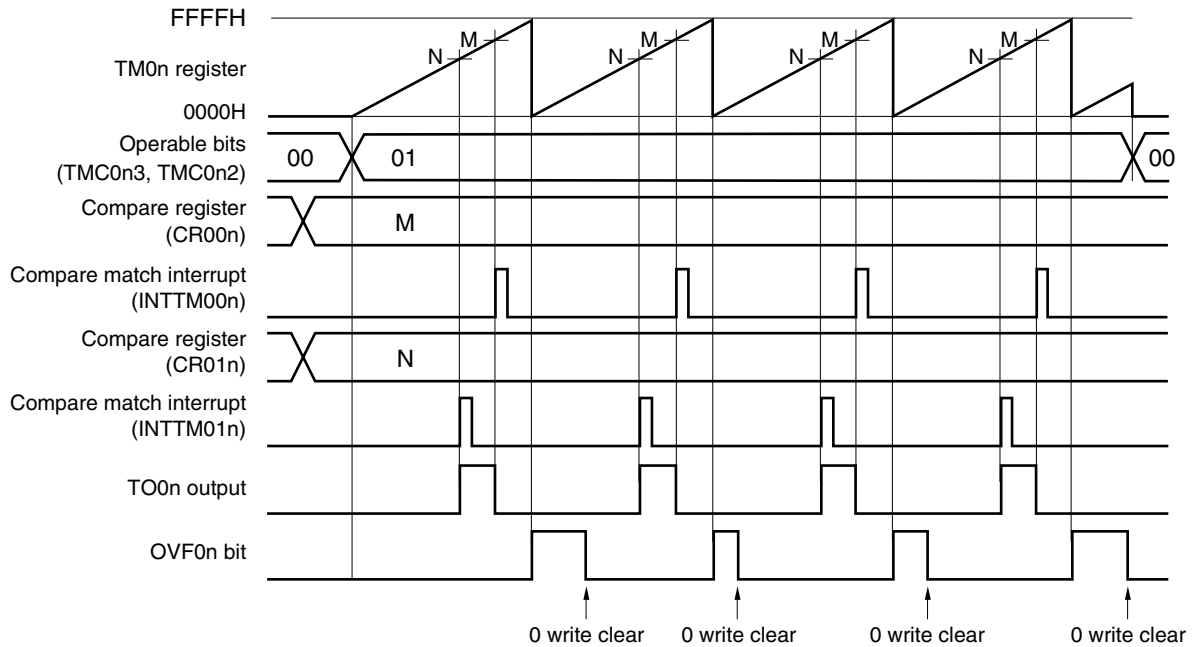 FFFFH
M M M M
N N N N
TM0n register
0000H
Operable bits
(TMC0n3, TMC0n2)
00 01 00
Compare register
(CR00n)
M
Compare match interrupt
(INTTM00n)
Compare register
(CR01n)
N
Compare match interrupt
(INTTM01n)
TO0n output
OVF0n bit
0 write clear 0 write clear 0 write clear 0 write clear